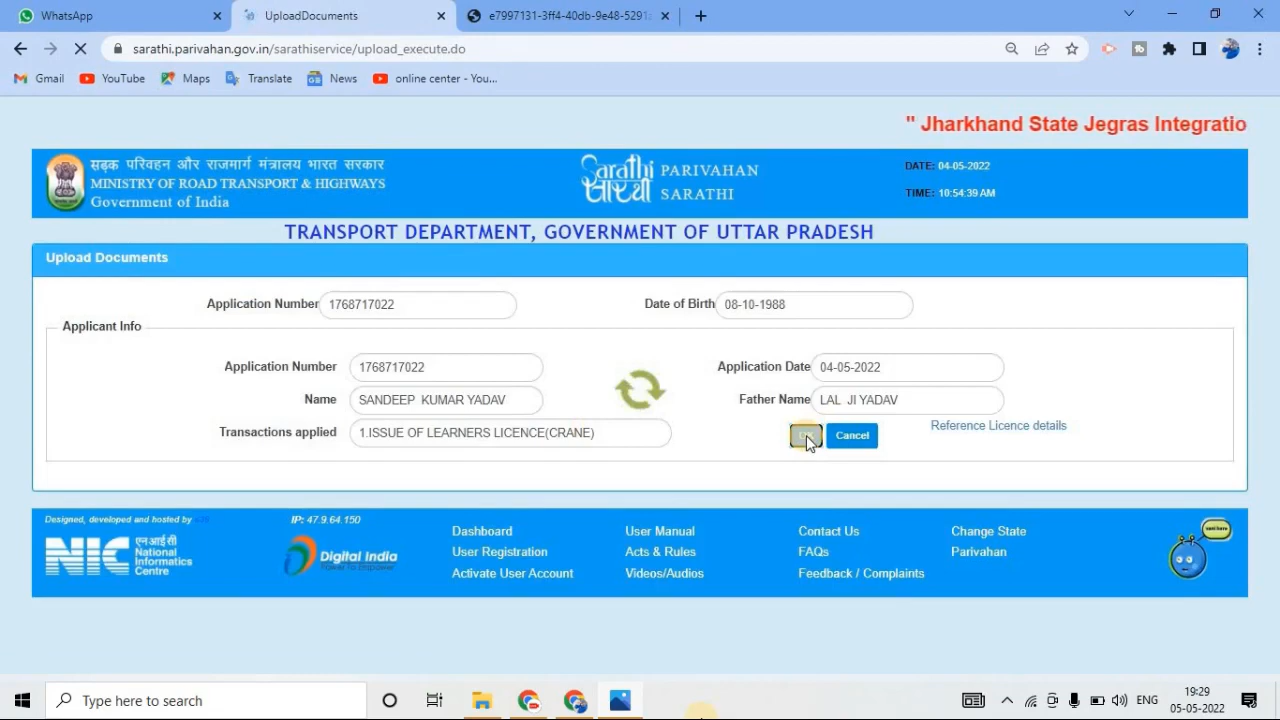 WhatsApp
UploadDocuments
e7997131-3ff4-40db-9e48-5291a
sarathi.parivahan.gov.in/sarathiservice/upload_execute.do
Gmail
YouTube
Maps
Translate
News
online center - You...
" Jharkhand State Jegras Integratio
सड़क परिवहन और राजमार्ग मंत्रालय भारत सरकार
MINISTRY OF ROAD TRANSPORT & HIGHWAYS
Government of India
Sarathi
सारथी
PARIVAHAN
SARATHI
DATE: 04-05-2022
TIME: 10:54:39 AM
TRANSPORT DEPARTMENT, GOVERNMENT OF UTTAR PRADESH
Upload Documents
Application Number 1768717022
Date of Birth 08-10-1988
Applicant Info
Application Number 1768717022
Application Date 04-05-2022
Name SANDEEP KUMAR YADAV
Father Name LAL JI YADAV
Transactions applied 1.ISSUE OF LEARNERS LICENCE(CRANE)
Cancel
Reference Licence details
Designed, developed and hosted by
IP: 47.9.64.150
NIC
एनआईसी
National
Informatics
Centre
Digital India
Power To Empower
Dashboard
User Manual
Contact Us
Change State
User Registration
Acts & Rules
FAQs
Parivahan
Activate User Account
Videos/Audios
Feedback / Complaints
Type here to search
ENG
19:29
05-05-2022